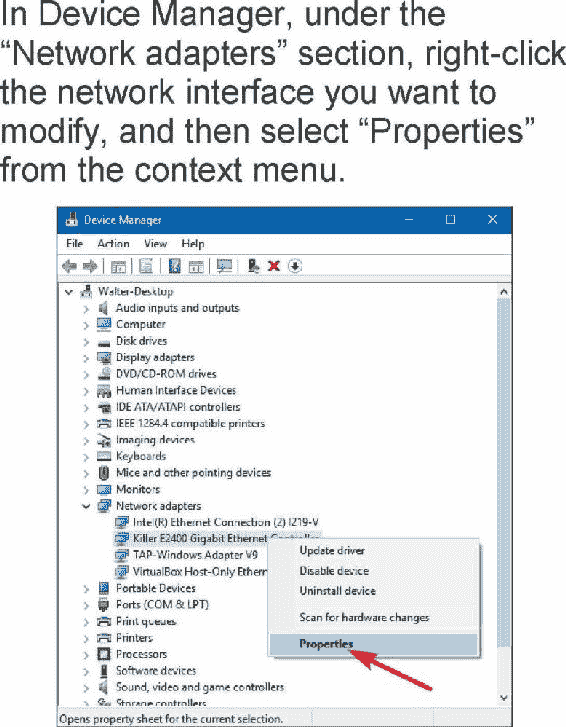 In Device Manager, under the
“Network adapters” section, right-click
the network interface you want to
modify, and then select “Properties”
from the context menu.
Device Manager
File Action View Help
Walter-Desktop
Audio inputs and outputs
Computer
Disk drives
Display adapters
DVD/CD-ROM drives
Human Interface Devices
IDE ATA/ATAPI controllers
IEEE 1284.4 compatible printers
Imaging devices
Keyboards
Mice and other pointing devices
Monitors
Network adapters
Intel(R) Ethernet Connection (2) I219-V
Killer E2400 Gigabit Ethernet Controller
TAP-Windows Adapter V9
VirtualBox Host-Only Ethern
Portable Devices
Ports (COM & LPT)
Print queues
Printers
Processors
Software devices
Sound, video and game controllers
Storage controllers
Update driver
Disable device
Uninstall device
Scan for hardware changes
Properties
Opens property sheet for the current selection.